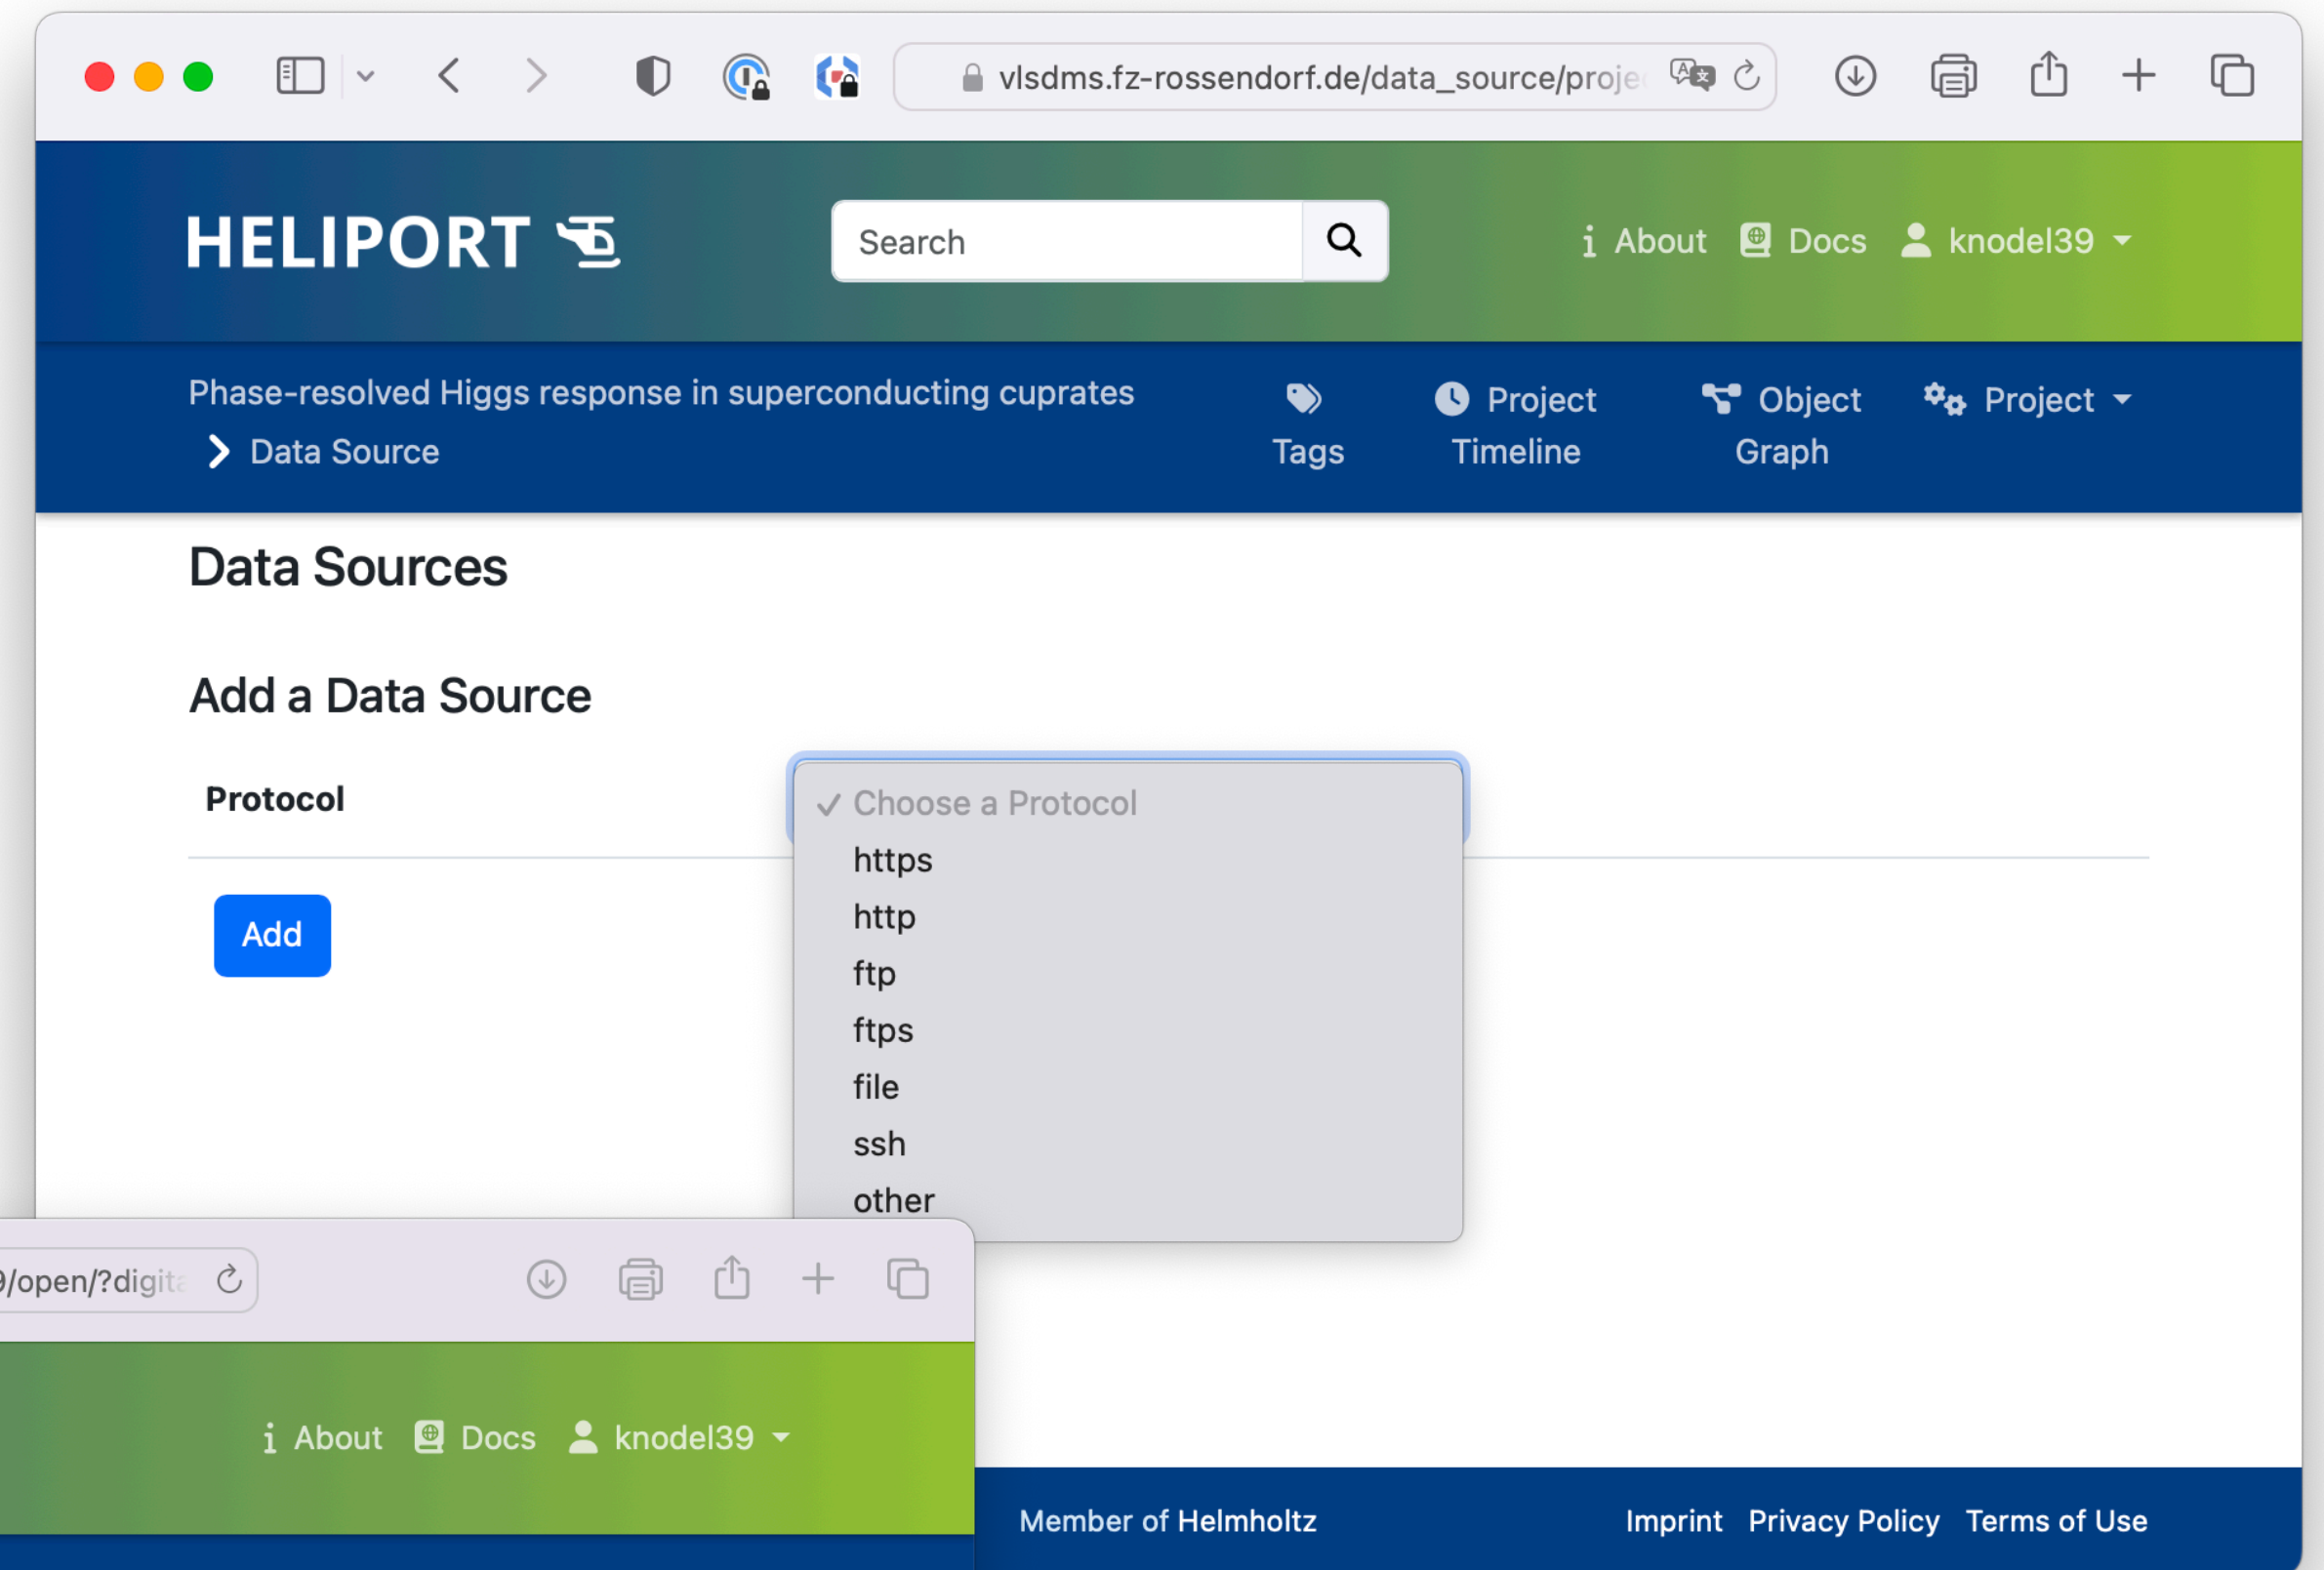 vlsdms.fz-rossendorf.de/data_source/proje
HELIPORT
Search
About
Docs
knodel39
Phase-resolved Higgs response in superconducting cuprates
Data Source
Tags
Project
Timeline
Object
Graph
Project
Data Sources
Add a Data Source
Protocol
Choose a Protocol
https
http
ftp
ftps
file
ssh
other
Add
/open/?digita
About
Docs
knodel39
Member of Helmholtz
Imprint
Privacy Policy
Terms of Use